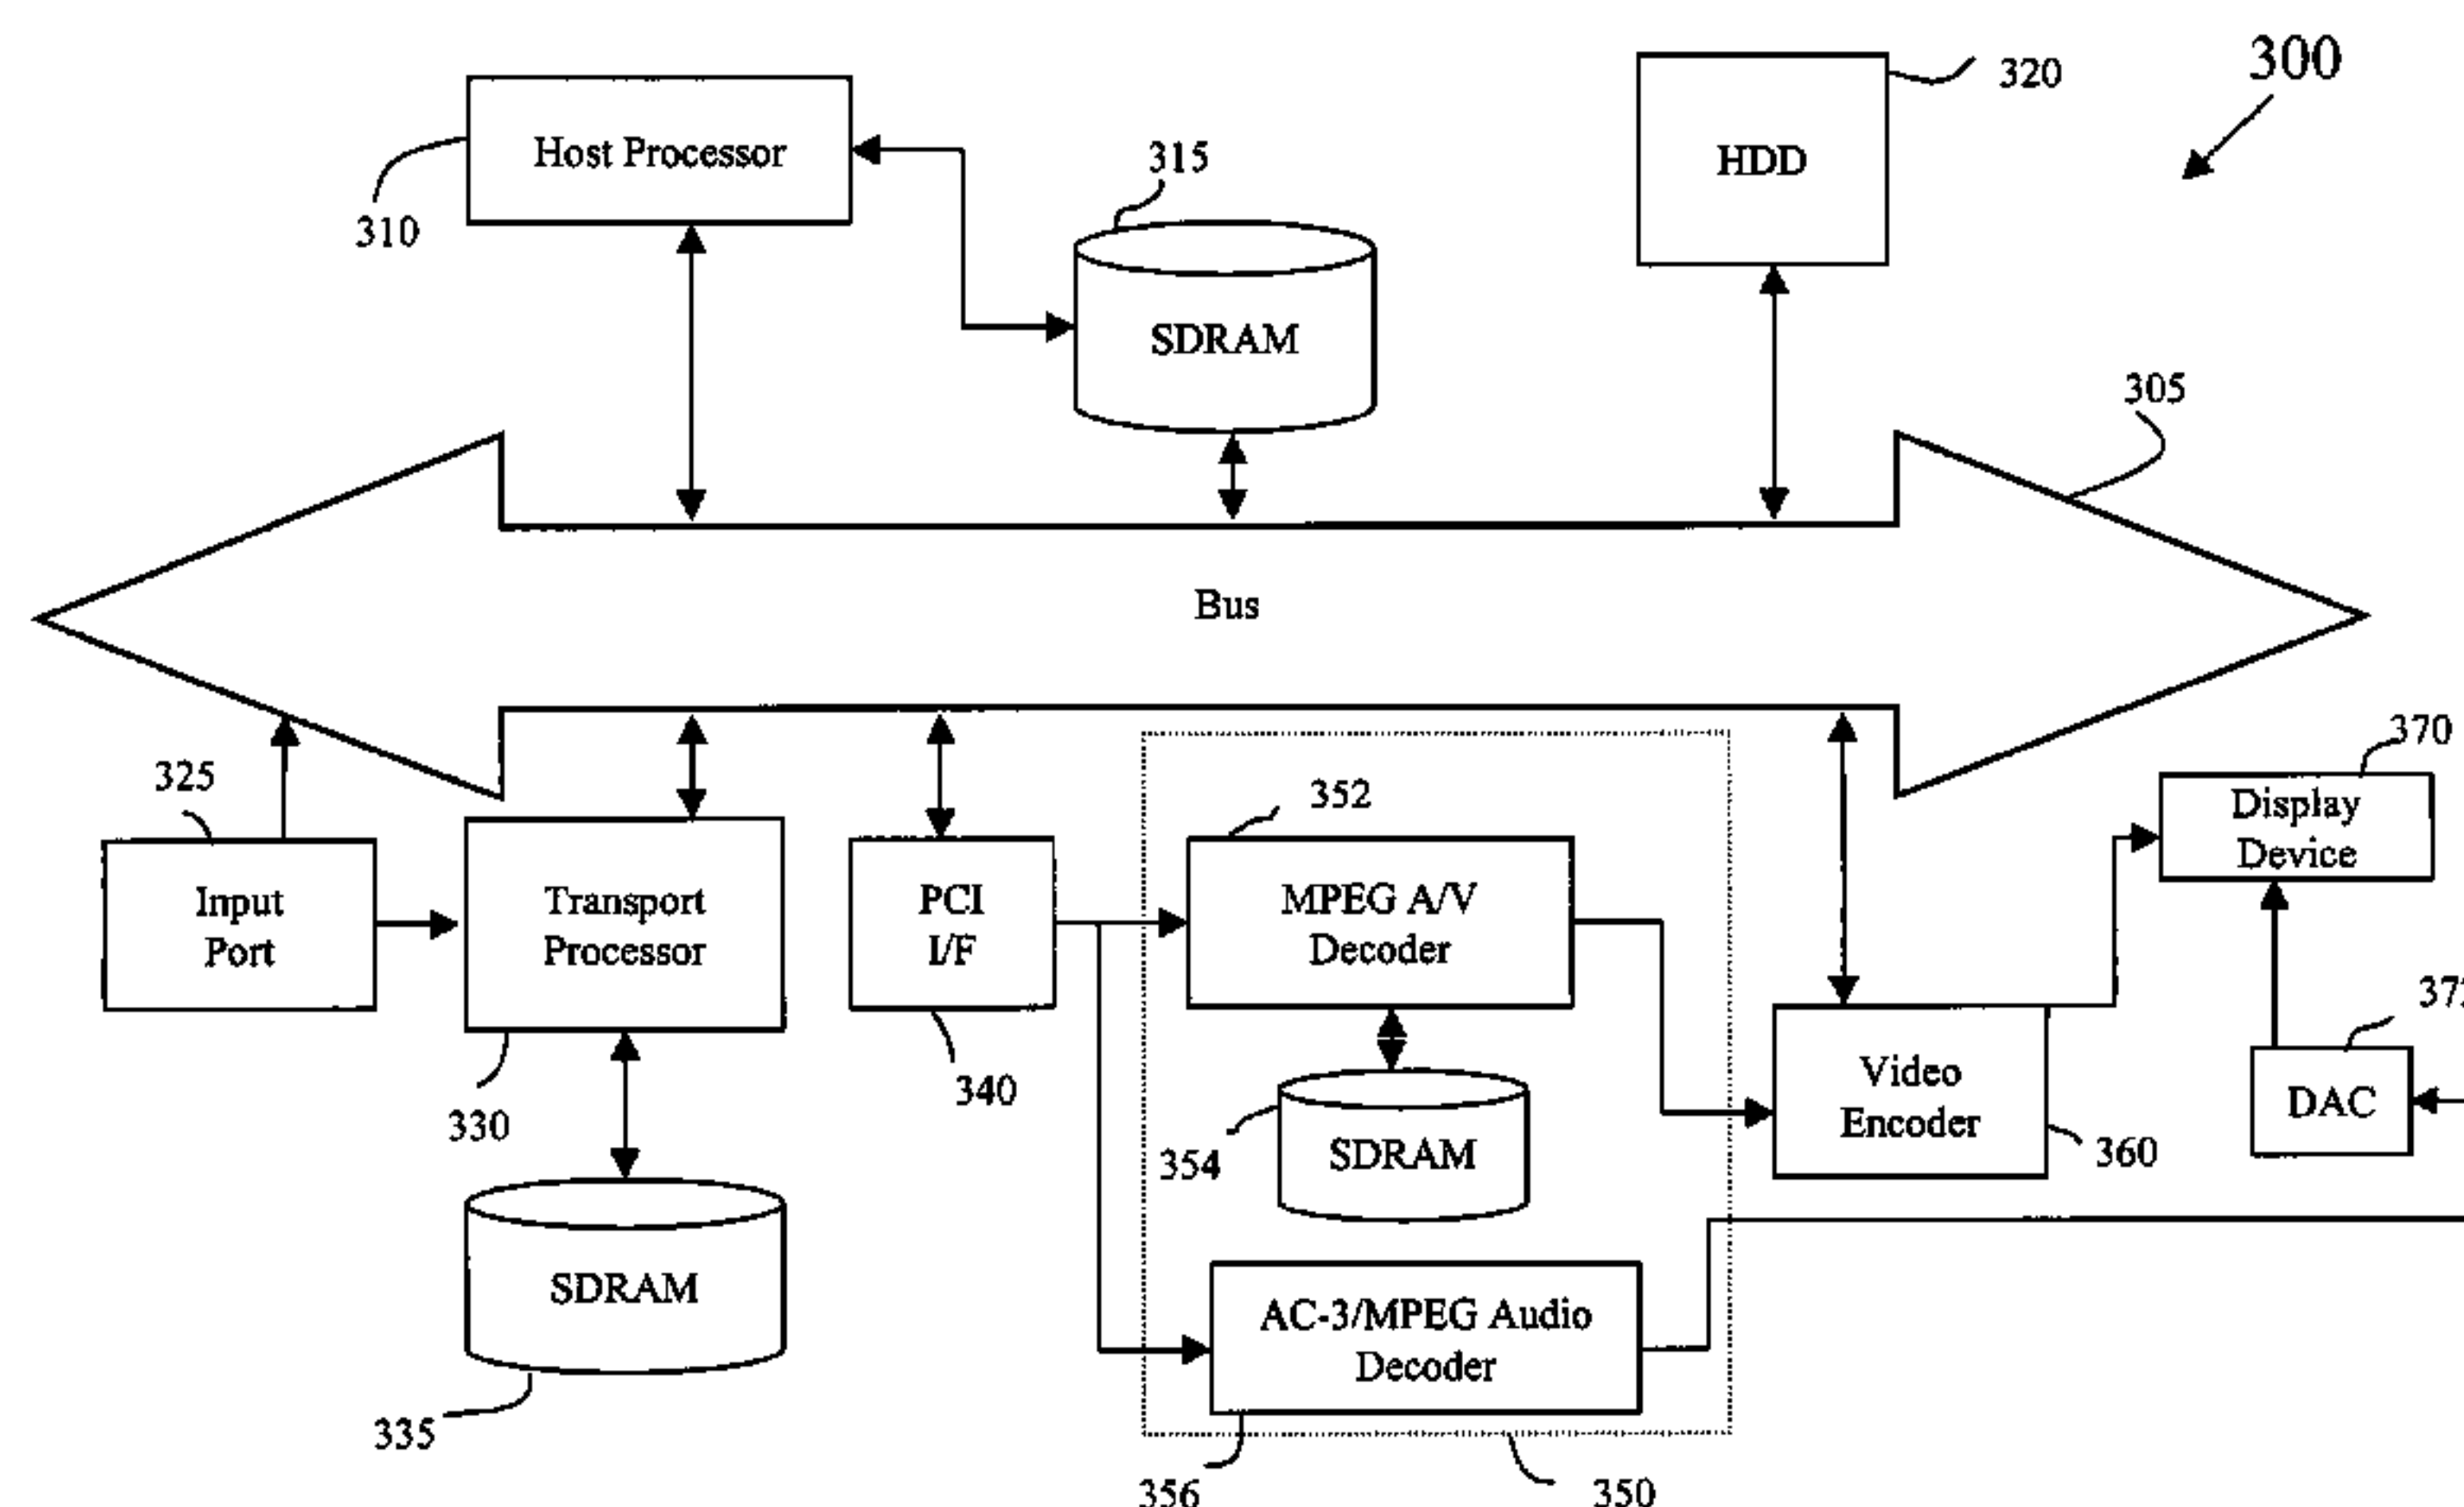 300
320
Host Processor
HDD
315
310
SDRAM
305
Bus
325
352
370
Display
Device
Input
Port
Transport
Processor
PCI
I/F
MPEG A/V
Decoder
340
330
354
SDRAM
Video
Encoder
360
DAC
SDRAM
AC-3/MPEG Audio
Decoder
335
356
350